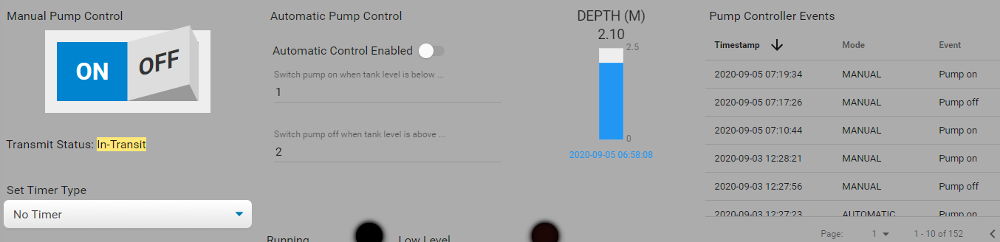 Manual Pump Control
ON
OFF
Transmit Status: In-Transit
Set Timer Type
No Timer
Automatic Pump Control
Automatic Control Enabled
Switch pump on when tank level is below ...
1
Switch pump off when tank level is above ...
2
Running
Low Level
DEPTH (M)
2.10
2.5
0
2020-09-05 06:58:08
Pump Controller Events
Timestamp Mode Event
2020-09-05 07:19:34 MANUAL Pump on
2020-09-05 07:17:26 MANUAL Pump off
2020-09-05 07:10:44 MANUAL Pump on
2020-09-03 12:28:21 MANUAL Pump on
2020-09-03 12:27:56 MANUAL Pump off
2020-09-03 12:27:23 AUTOMATIC Pump on
Page: 1 1 - 10 of 152